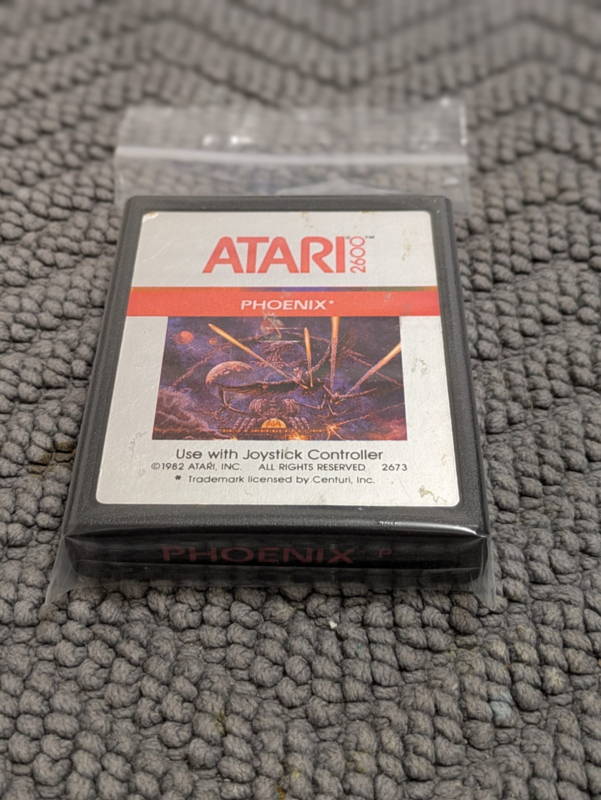 ATARI 2600™
PHOENIX*
Use with Joystick Controller
©1982 ATARI, INC. ALL RIGHTS RESERVED 2673
* Trademark licensed by Centuri, Inc.
PHOENIX